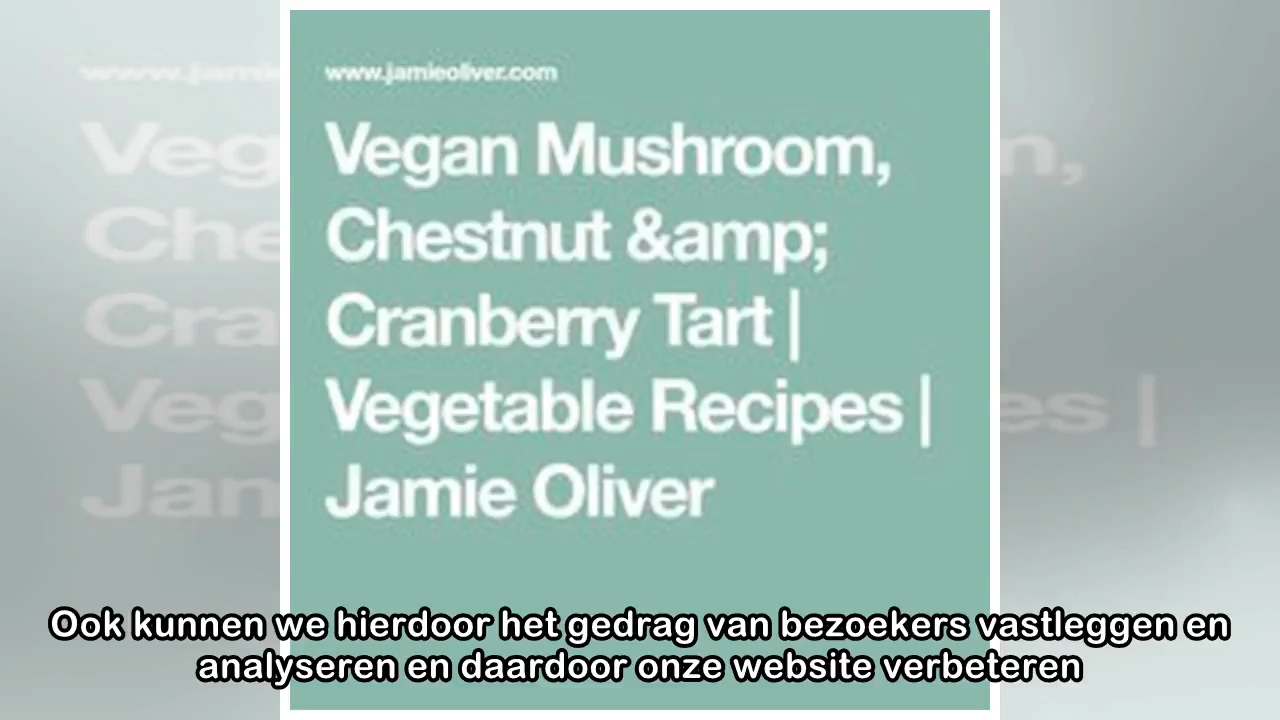 www.jamieoliver.com
Vegan Mushroom,
Chestnut &amp;
Cranberry Tart |
Vegetable Recipes |
Jamie Oliver
Ook kunnen we hierdoor het gedrag van bezoekers vastleggen en
analyseren en daardoor onze website verbeteren